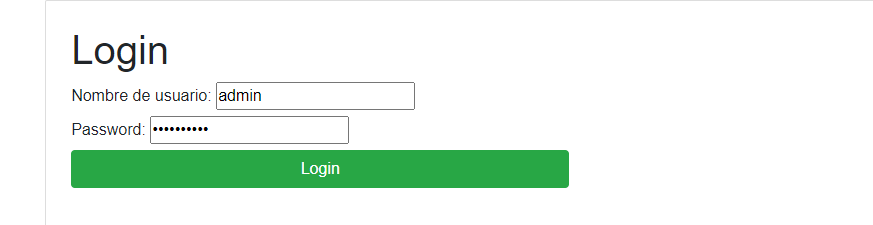 Login
Nombre de usuario: admin
Password: ••••••••••
Login